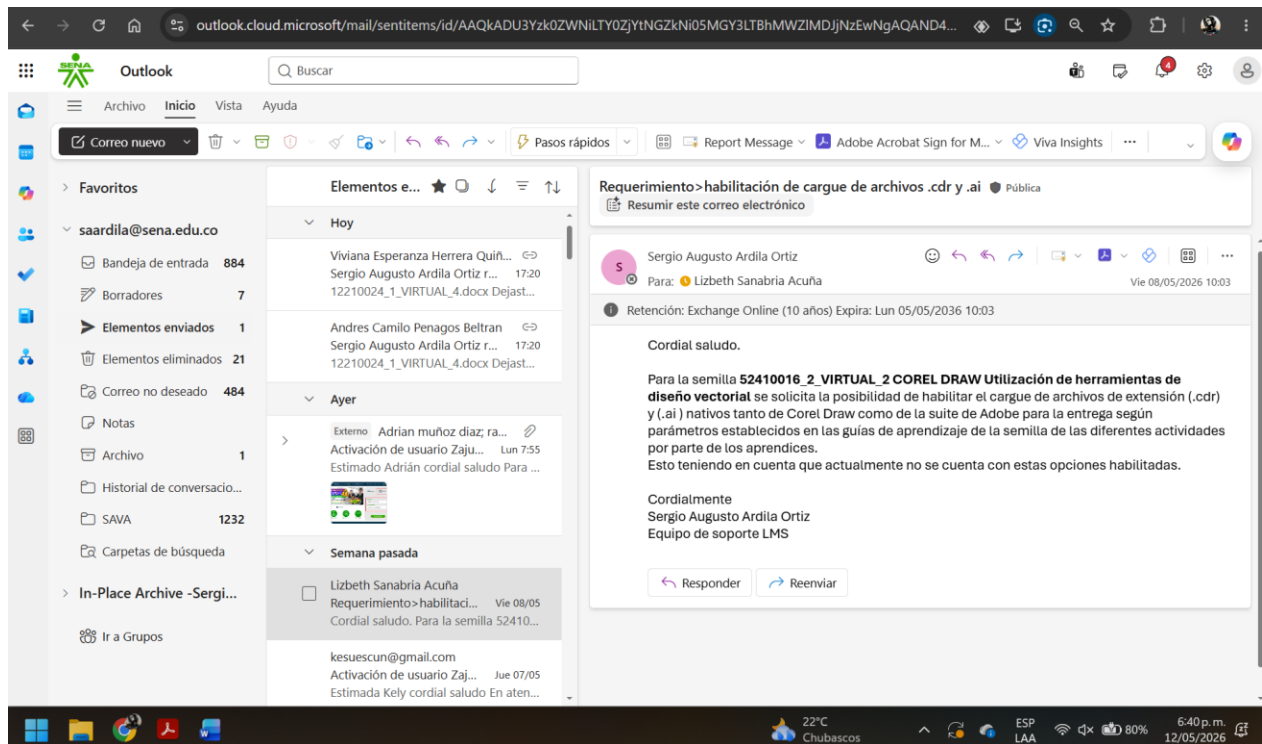 outlook.cloud.microsoft/mail/sentitems/id/AAQkADU3Yzk0ZWNiLTY0ZjYtNGZkNi05MGY3LTBhMWZlMDJjNzEwNgAQAND4...
SENA
Outlook
Buscar
4
Archivo Inicio Vista Ayuda
Correo nuevo
Pasos rápidos
Report Message
Adobe Acrobat Sign for M...
Viva Insights
Favoritos
saardila@sena.edu.co
Bandeja de entrada 884
Borradores 7
Elementos enviados 1
Elementos eliminados 21
Correo no deseado 484
Notas
Archivo 1
Historial de conversacio...
SAVA 1232
Carpetas de búsqueda
In-Place Archive -Sergi...
Ir a Grupos
Elementos e...
Hoy
Viviana Esperanza Herrera Quiñ...
Sergio Augusto Ardila Ortiz r... 17:20
12210024_1_VIRTUAL_4.docx Dejast...
Andres Camilo Penagos Beltran
Sergio Augusto Ardila Ortiz r... 17:20
12210024_1_VIRTUAL_4.docx Dejast...
Ayer
Externo Adrian muñoz diaz; ra...
Activación de usuario Zaju... Lun 7:55
Estimado Adrián cordial saludo Para ...
Semana pasada
Lizbeth Sanabria Acuña
Requerimiento>habilitaci... Vie 08/05
Cordial saludo. Para la semilla 52410...
kesuescun@gmail.com
Activación de usuario Zaj... Jue 07/05
Estimada Kely cordial saludo En aten...
Requerimiento>habilitación de cargue de archivos .cdr y .ai Pública
Resumir este correo electrónico
S
Sergio Augusto Ardila Ortiz
Para: Lizbeth Sanabria Acuña
Vie 08/05/2026 10:03
Retención: Exchange Online (10 años) Expira: Lun 05/05/2036 10:03
Cordial saludo.
Para la semilla 52410016_2_VIRTUAL_2 COREL DRAW Utilización de herramientas de
diseño vectorial se solicita la posibilidad de habilitar el cargue de archivos de extensión (.cdr)
y (.ai ) nativos tanto de Corel Draw como de la suite de Adobe para la entrega según
parámetros establecidos en las guías de aprendizaje de la semilla de las diferentes actividades
por parte de los aprendices.
Esto teniendo en cuenta que actualmente no se cuenta con estas opciones habilitadas.
Cordialmente
Sergio Augusto Ardila Ortiz
Equipo de soporte LMS
Responder
Reenviar
22°C
Chubascos
ESP
LAA
80%
6:40 p. m.
12/05/2026